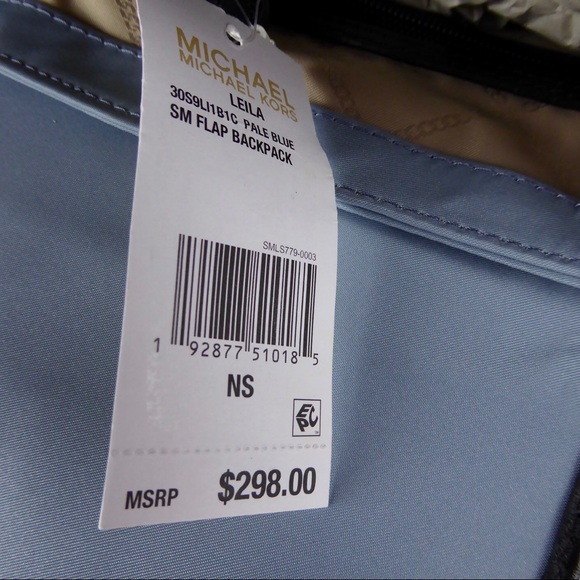 MICHAEL
MICHAEL KORS
LEILA
30S9LI1B1C PALE BLUE
SM FLAP BACKPACK
SMLS779-0003
1 92877 51018 5
NS
EPC
MSRP $298.00